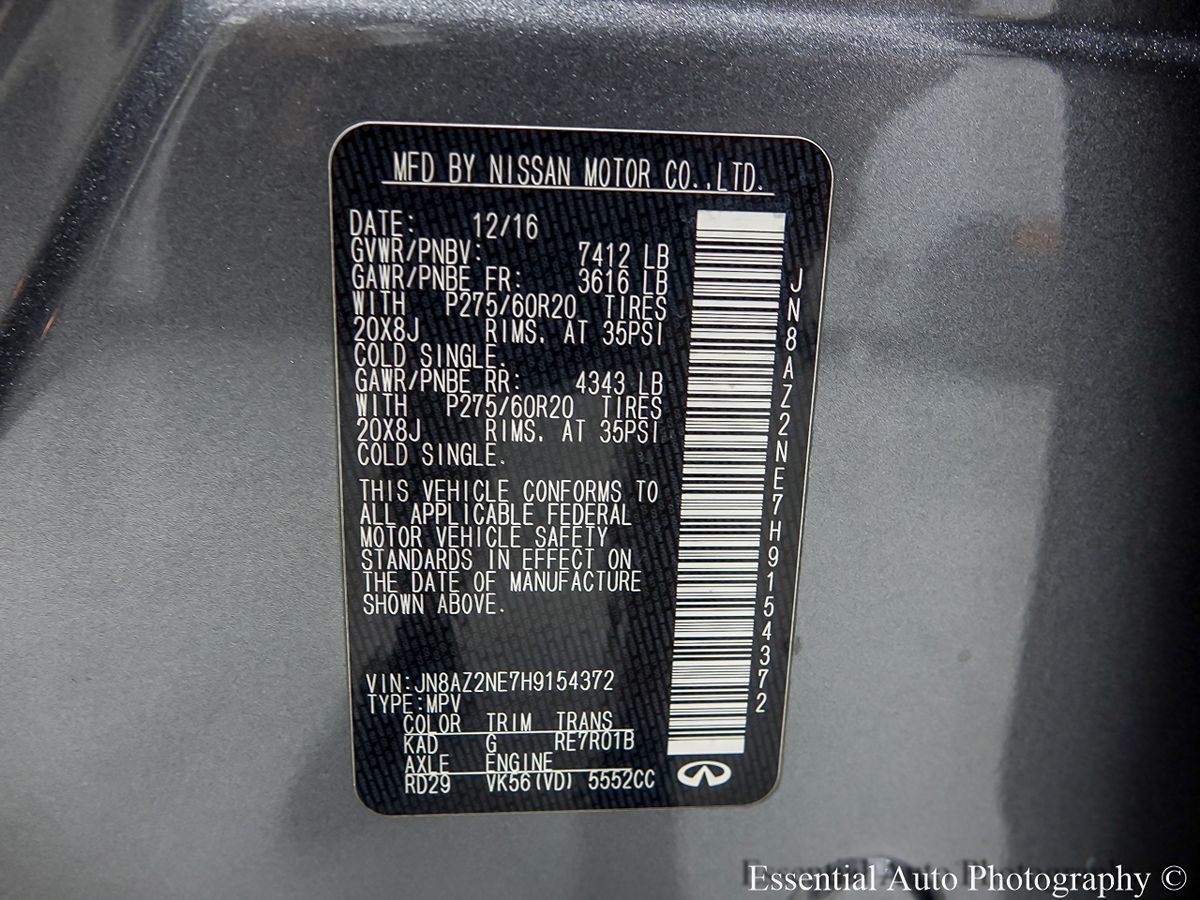 MFD BY NISSAN MOTOR CO.,LTD.
DATE: 12/16
GVWR/PNBV: 7412 LB
GAWR/PNBE FR: 3616 LB
WITH P275/60R20 TIRES
20X8J RIMS. AT 35PSI
COLD SINGLE.
GAWR/PNBE RR: 4343 LB
WITH P275/60R20 TIRES
20X8J RIMS. AT 35PSI
COLD SINGLE.
THIS VEHICLE CONFORMS TO
ALL APPLICABLE FEDERAL
MOTOR VEHICLE SAFETY
STANDARDS IN EFFECT ON
THE DATE OF MANUFACTURE
SHOWN ABOVE.
VIN:JN8AZ2NE7H9154372
TYPE:MPV
COLOR TRIM TRANS
KAD G RE7R01B
AXLE ENGINE
RD29 VK56(VD) 5552CC
JN8AZ2NE7H9154372
Essential Auto Photography ©